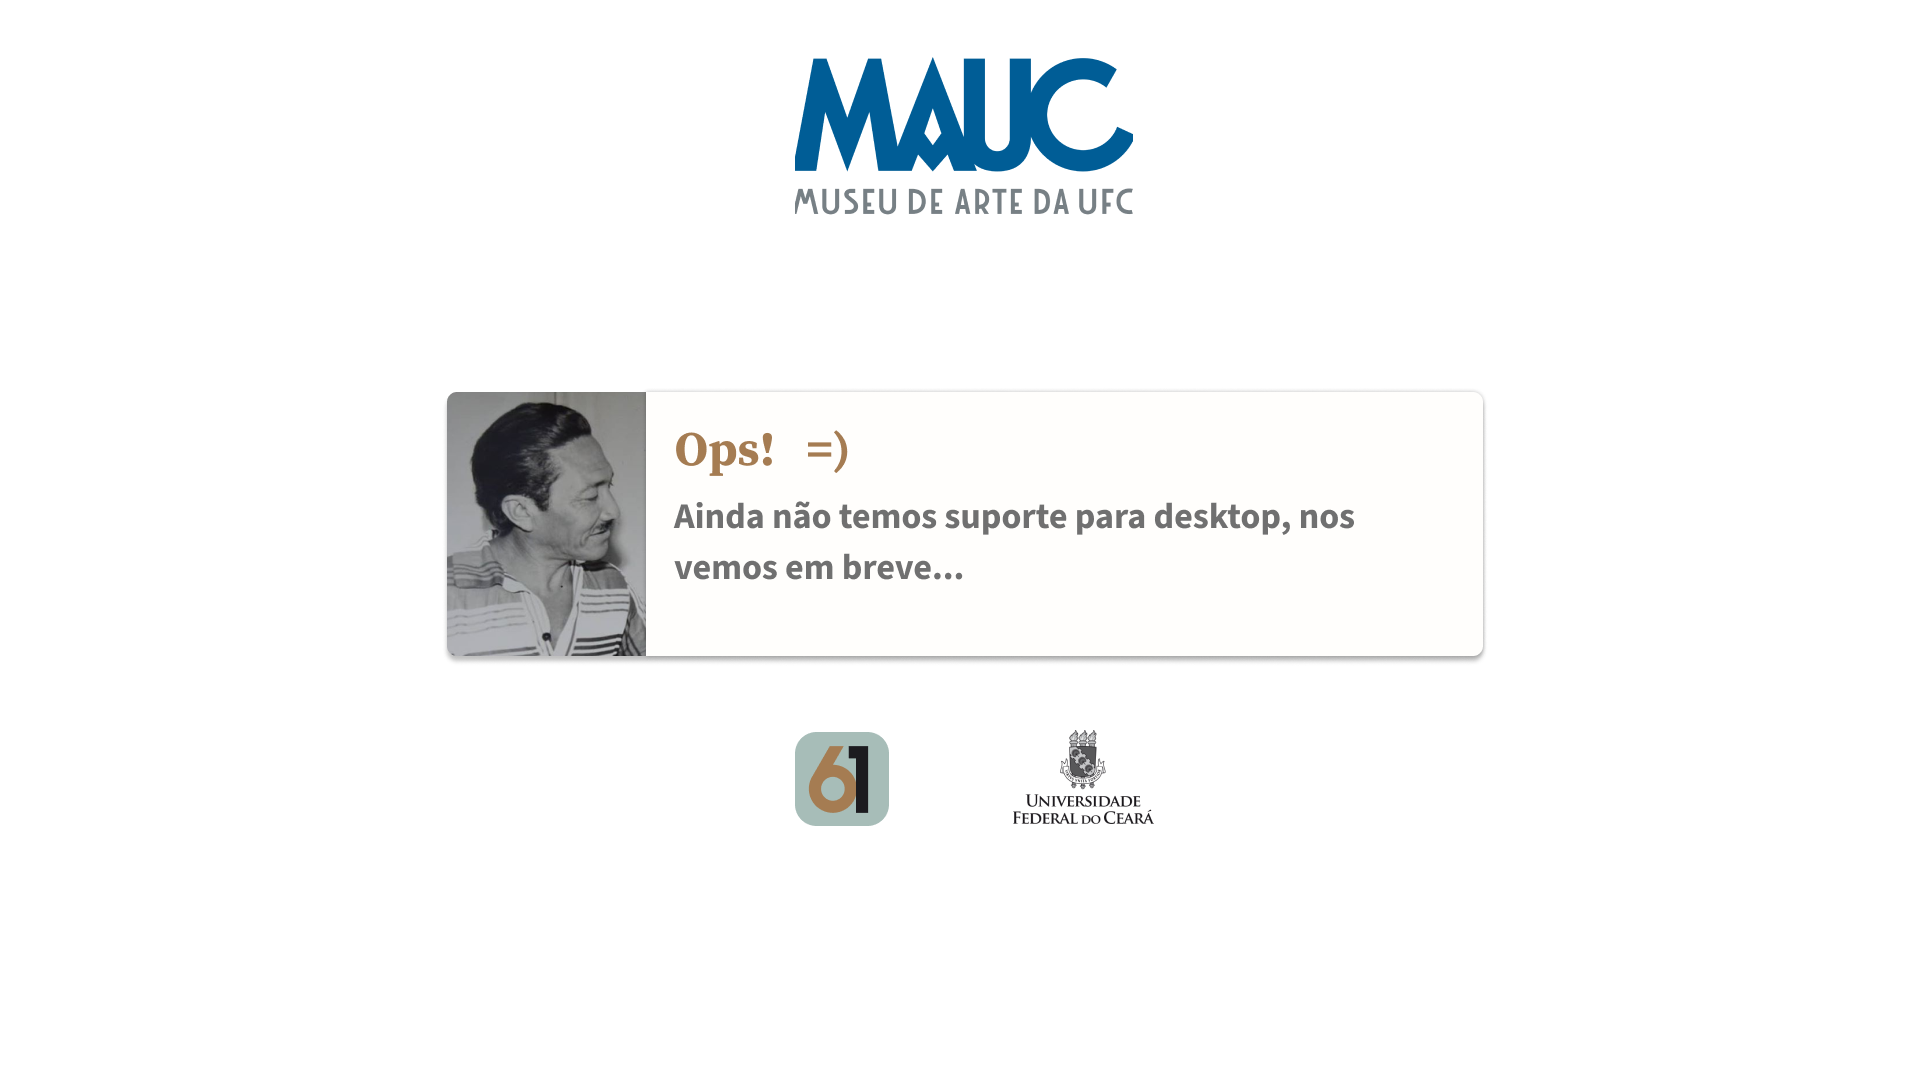 MAUC
MUSEU DE ARTE DA UFC
Ops! =)
Ainda não temos suporte para desktop, nos
vemos em breve...
61
UNIVERSIDADE
FEDERAL DO CEARÁ